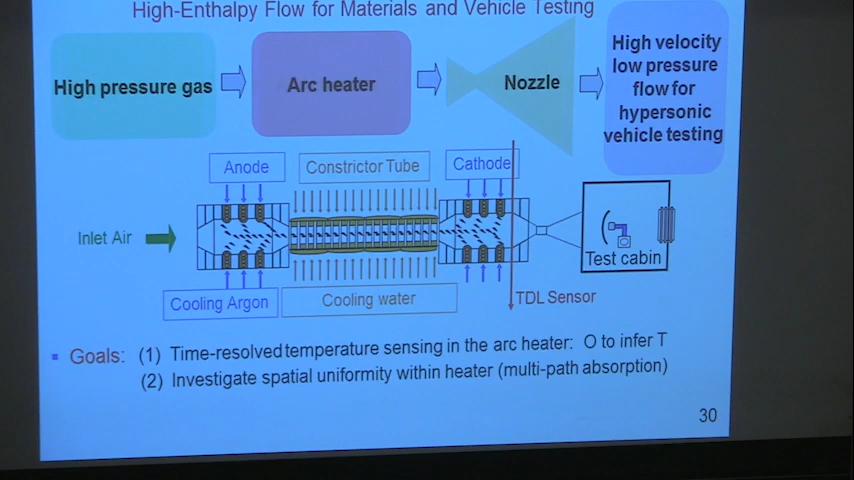 High-Enthalpy Flow for Materials and Vehicle Testing
High pressure gas
Arc heater
Nozzle
High velocity
low pressure
flow for
hypersonic
vehicle testing
Anode
Constrictor Tube
Cathode
Inlet Air
Test cabin
Cooling Argon
Cooling water
TDL Sensor
Goals: (1) Time-resolved temperature sensing in the arc heater: O to infer T
(2) Investigate spatial uniformity within heater (multi-path absorption)
30